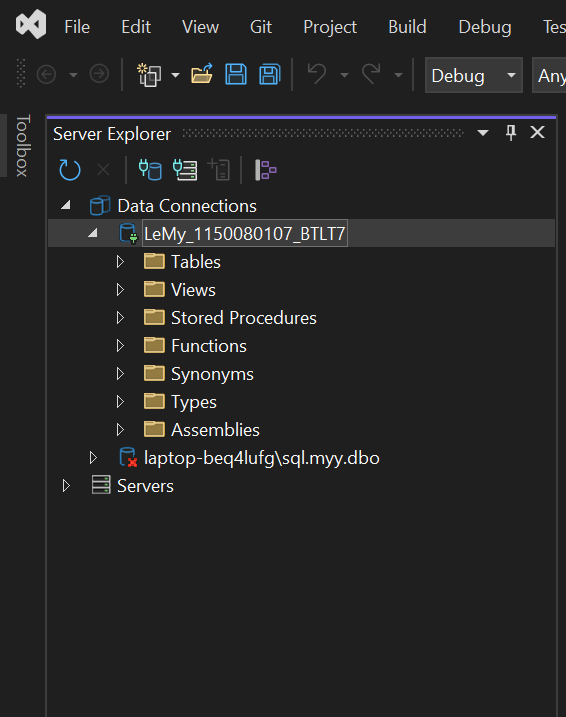 File Edit View Git Project Build Debug Tes
Debug Any
Toolbox
Server Explorer
Data Connections
LeMy_1150080107_BTLT7
Tables
Views
Stored Procedures
Functions
Synonyms
Types
Assemblies
laptop-beq4lufg\sql.myy.dbo
Servers